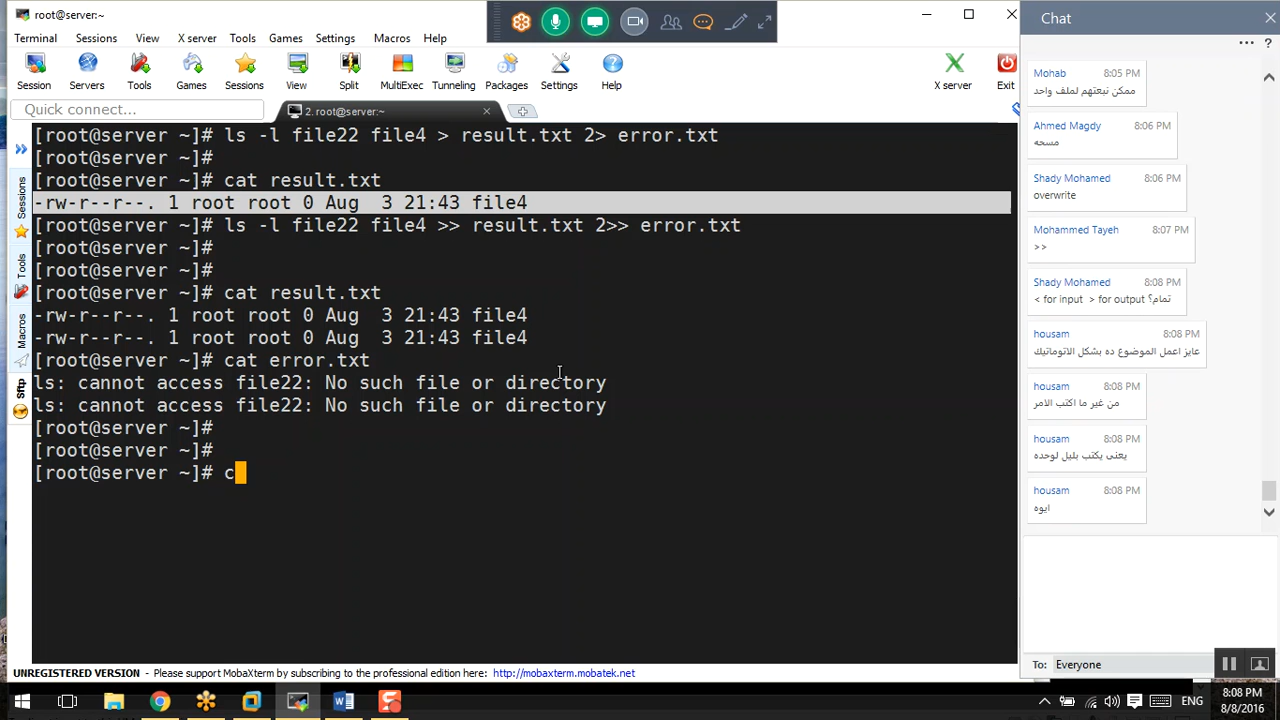 root@server:~
Terminal Sessions View X server Tools Games Settings Macros Help
Session Servers Tools Games Sessions View Split MultiExec Tunneling Packages Settings Help X server Exit
Quick connect...
2. root@server:~
Sessions
Tools
Macros
Sftp
[root@server ~]# ls -l file22 file4 > result.txt 2> error.txt
[root@server ~]#
[root@server ~]# cat result.txt
-rw-r--r--. 1 root root 0 Aug  3 21:43 file4
[root@server ~]# ls -l file22 file4 >> result.txt 2>> error.txt
[root@server ~]#
[root@server ~]#
[root@server ~]# cat result.txt
-rw-r--r--. 1 root root 0 Aug  3 21:43 file4
-rw-r--r--. 1 root root 0 Aug  3 21:43 file4
[root@server ~]# cat error.txt
ls: cannot access file22: No such file or directory
ls: cannot access file22: No such file or directory
[root@server ~]#
[root@server ~]#
[root@server ~]# c
UNREGISTERED VERSION - Please support MobaXterm by subscribing to the professional edition here: http://mobaxterm.mobatek.net
Chat
... ?
Mohab 8:05 PM
ممكن نبعتهم لملف واحد
Ahmed Magdy 8:06 PM
مسحه
Shady Mohamed 8:06 PM
overwrite
Mohammed Tayeh 8:07 PM
>>
Shady Mohamed 8:08 PM
< for input > for output تمام؟
housam 8:08 PM
عايز اعمل الموضوع ده بشكل الاتوماتيك
housam 8:08 PM
من غير ما اكتب الامر
housam 8:08 PM
يعنى يكتب بليل لوحده
housam 8:08 PM
ايوه
To: Everyone
ENG
8:08 PM
8/8/2016